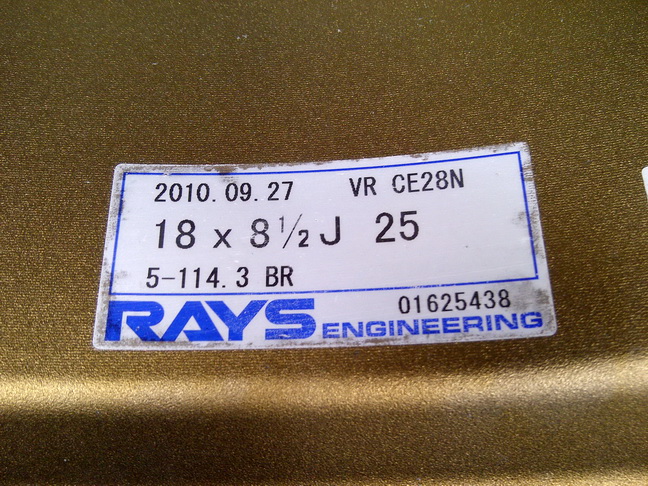 2010.09.27 VR CE28N
18 x 8½J 25
5-114.3 BR
01625438
RAYS ENGINEERING